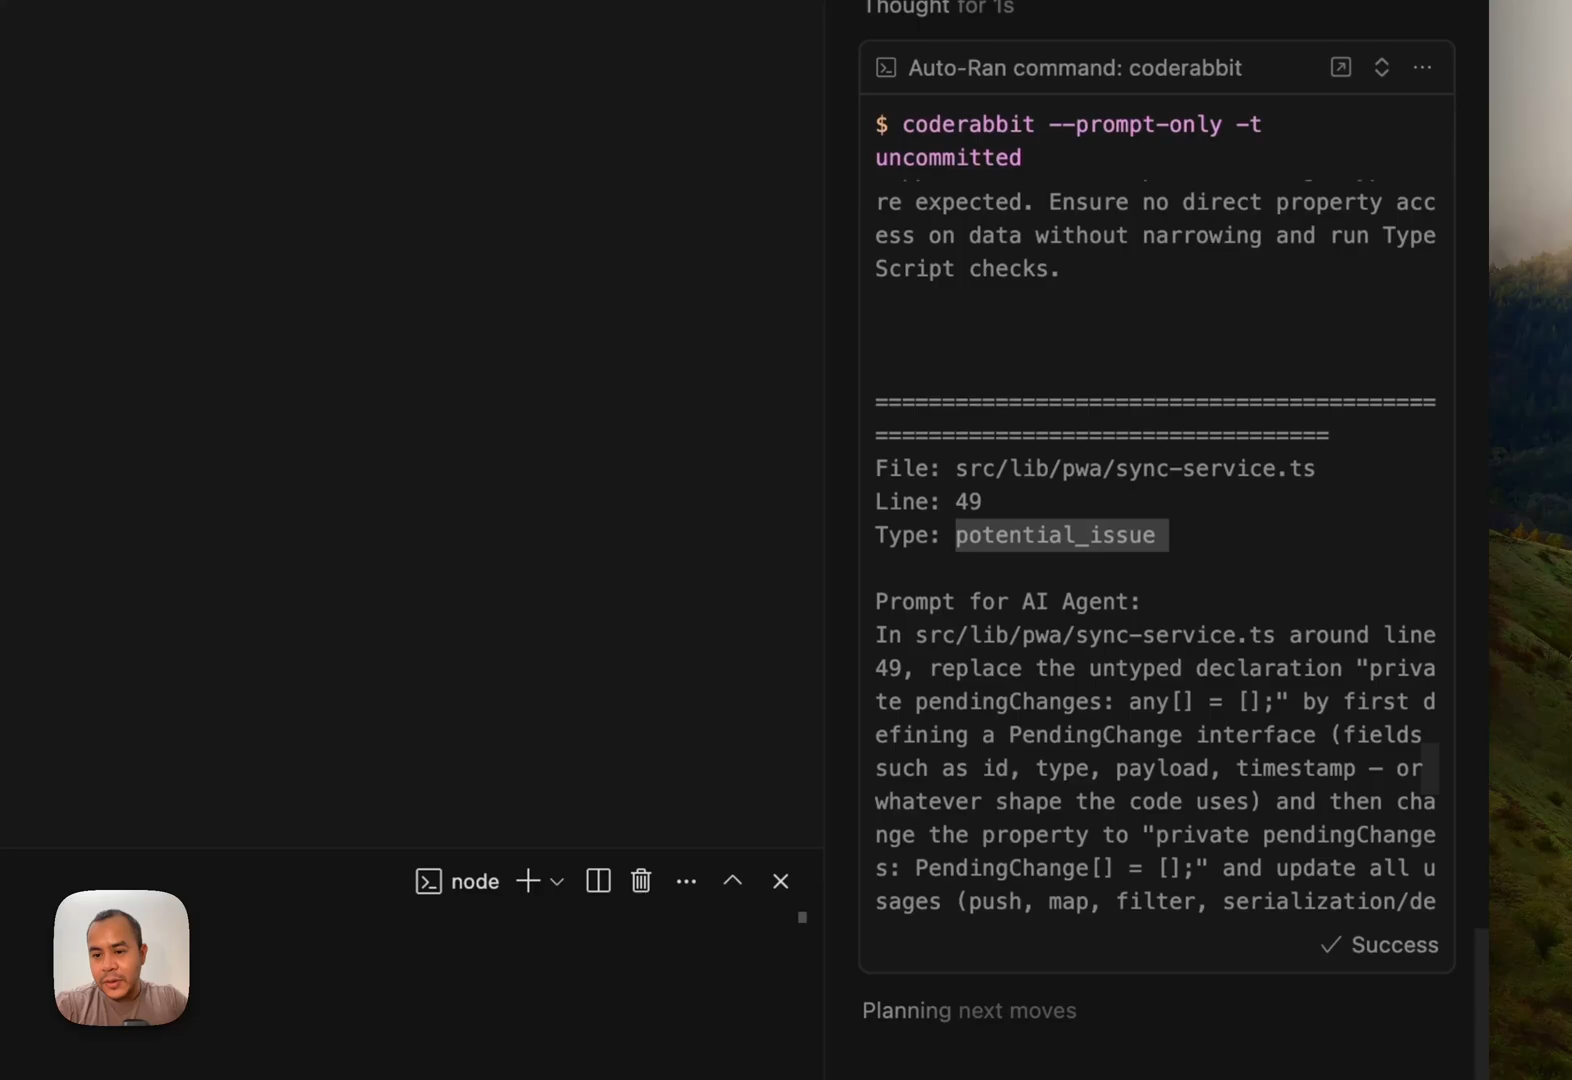 Thought for 1s
Auto-Ran command: coderabbit
$ coderabbit --prompt-only -t
uncommitted
re expected. Ensure no direct property acc
ess on data without narrowing and run Type
Script checks.
==========================================
==================================
File: src/lib/pwa/sync-service.ts
Line: 49
Type: potential_issue
Prompt for AI Agent:
In src/lib/pwa/sync-service.ts around line
49, replace the untyped declaration "priva
te pendingChanges: any[] = [];" by first d
efining a PendingChange interface (fields
such as id, type, payload, timestamp — or
whatever shape the code uses) and then cha
nge the property to "private pendingChange
s: PendingChange[] = [];" and update all u
sages (push, map, filter, serialization/de
Success
Planning next moves
node